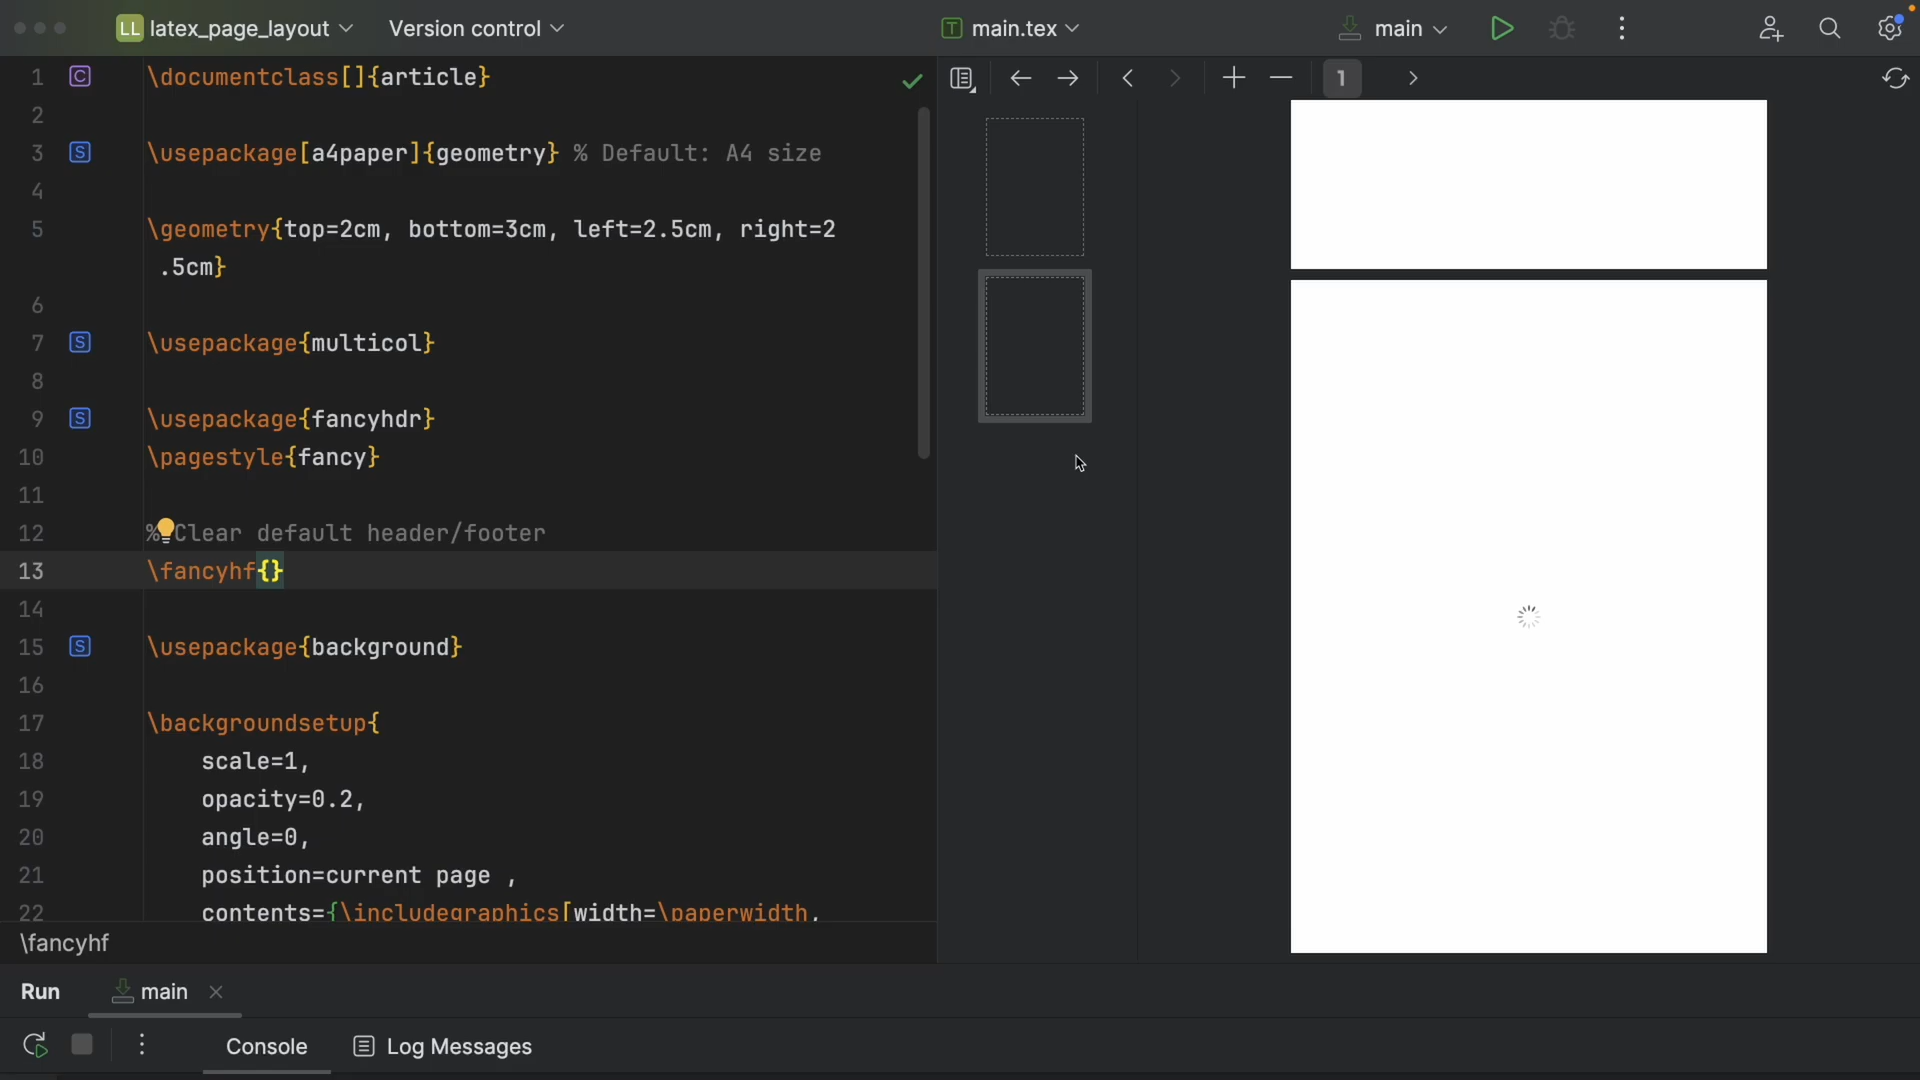 LL latex_page_layout Version control T main.tex main
1 C \documentclass[]{article}
2
3 S \usepackage[a4paper]{geometry} % Default: A4 size
4
5 \geometry{top=2cm, bottom=3cm, left=2.5cm, right=2
.5cm}
6
7 S \usepackage{multicol}
8
9 S \usepackage{fancyhdr}
10 \pagestyle{fancy}
11
12 % Clear default header/footer
13 \fancyhf{}
14
15 S \usepackage{background}
16
17 \backgroundsetup{
18 scale=1,
19 opacity=0.2,
20 angle=0,
21 position=current page ,
22 contents={\includegraphics[width=\paperwidth,
\fancyhf
1
Run main
Console Log Messages